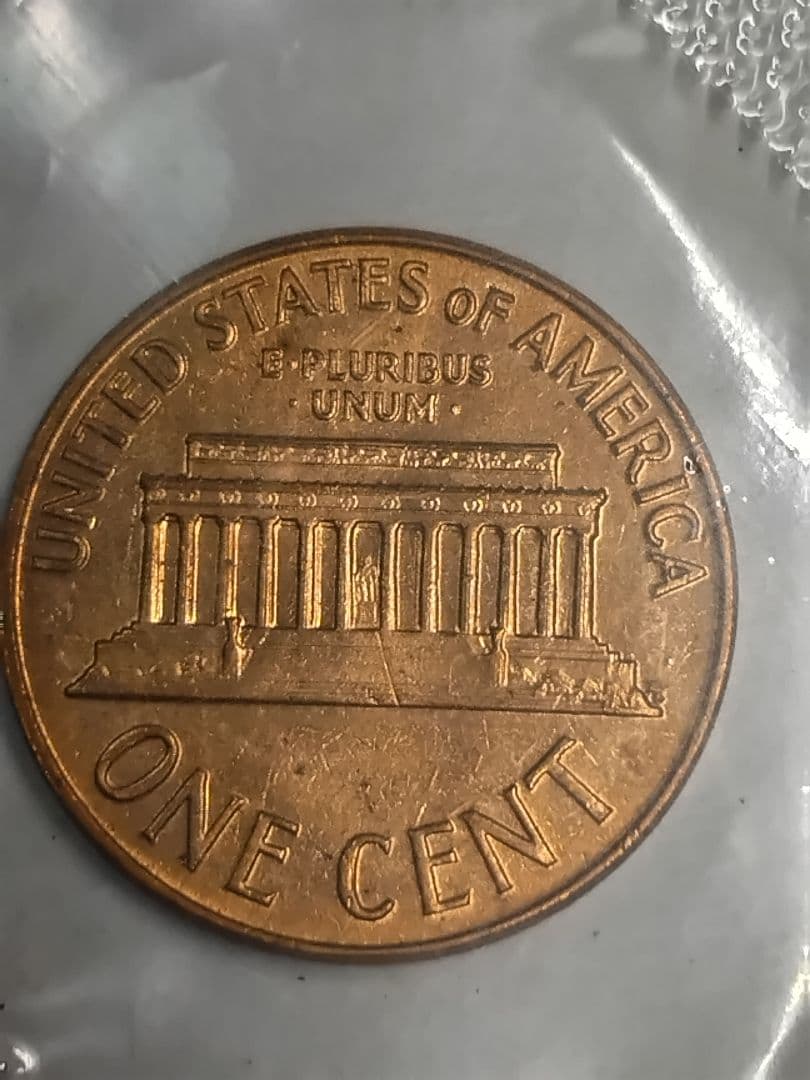 UNITED STATES OF AMERICA
E·PLURIBUS
·UNUM·
ONE CENT